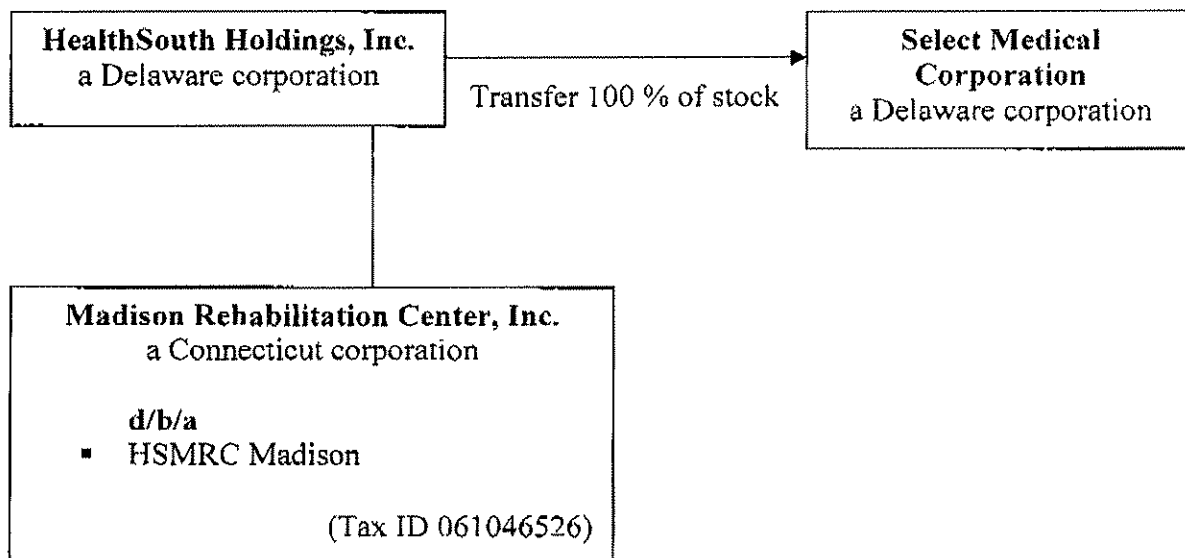 HealthSouth Holdings, Inc.
a Delaware corporation
Transfer 100 % of stock
Select Medical
Corporation
a Delaware corporation
Madison Rehabilitation Center, Inc.
a Connecticut corporation
d/b/a
▪ HSMRC Madison
(Tax ID 061046526)